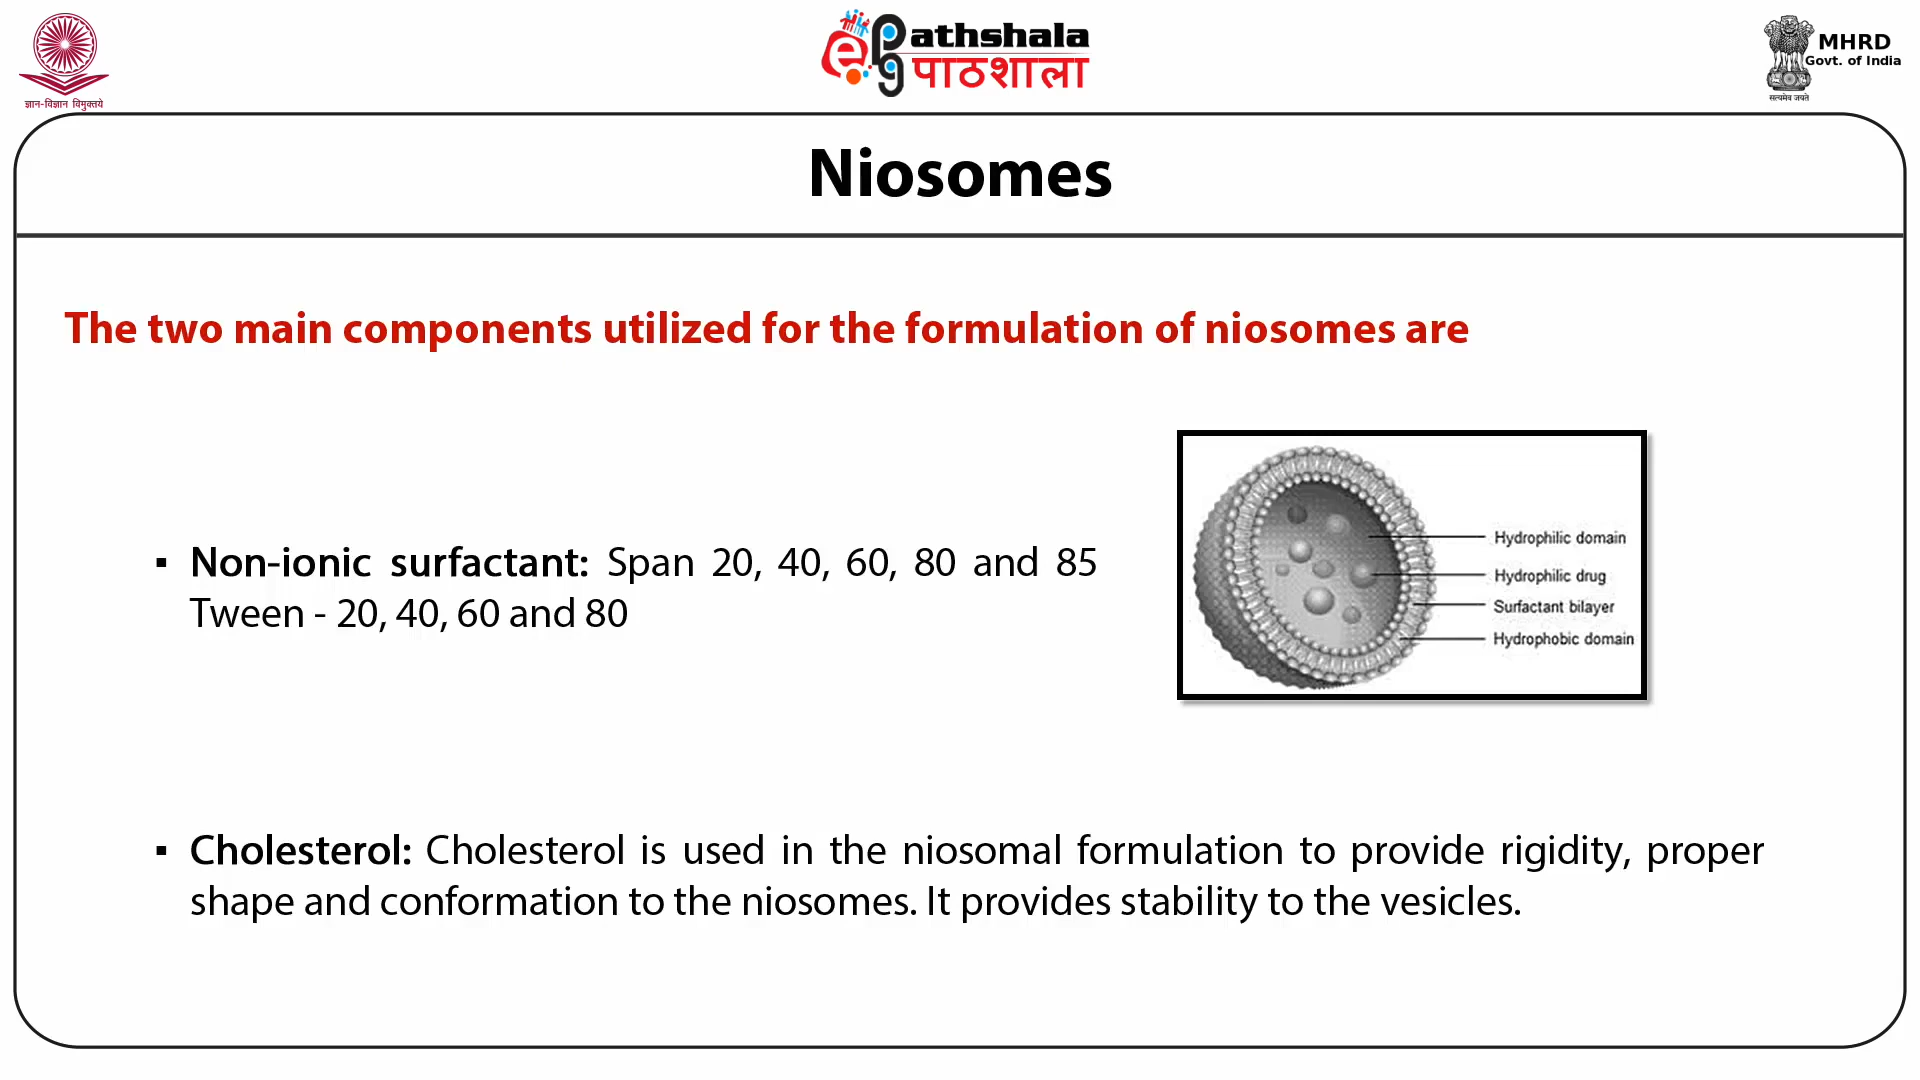 ज्ञान-विज्ञान विमुक्तये
ePathshala
पाठशाला
MHRD
Govt. of India
सत्यमेव जयते
Niosomes
The two main components utilized for the formulation of niosomes are
▪ Non-ionic surfactant: Span 20, 40, 60, 80 and 85
Tween - 20, 40, 60 and 80
Hydrophilic domain
Hydrophilic drug
Surfactant bilayer
Hydrophobic domain
▪ Cholesterol: Cholesterol is used in the niosomal formulation to provide rigidity, proper
shape and conformation to the niosomes. It provides stability to the vesicles.